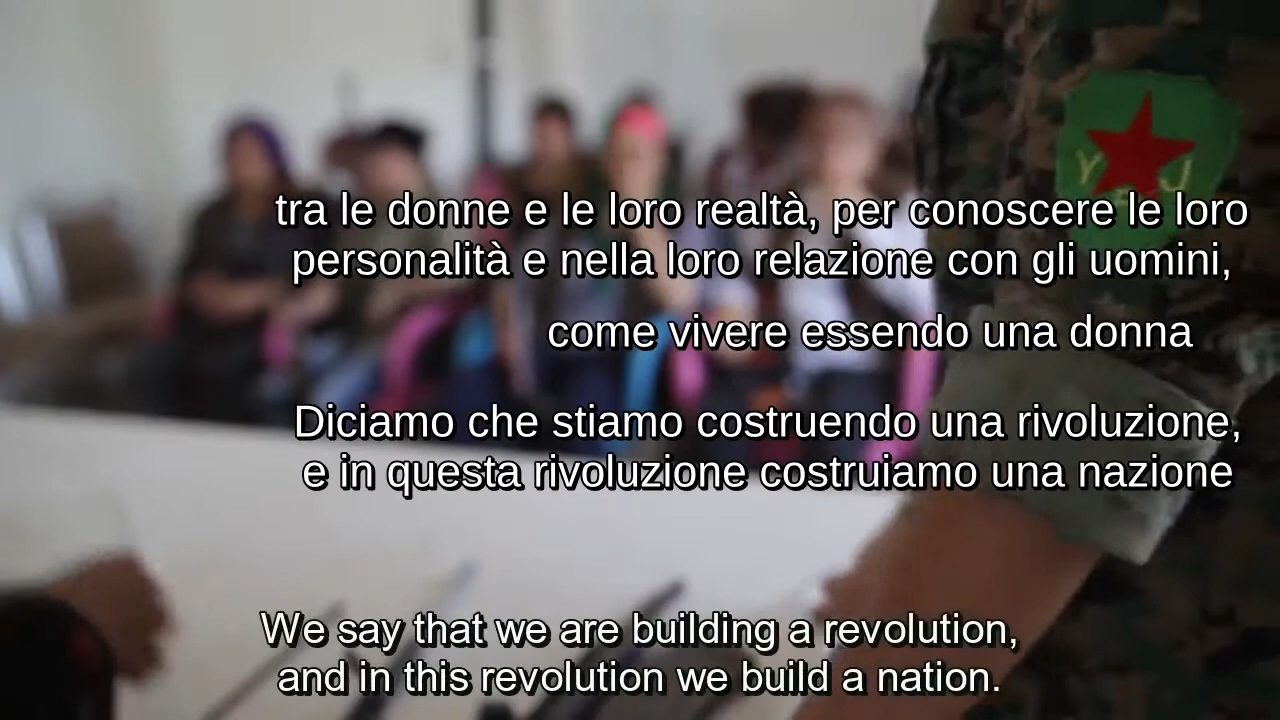 Y J
tra le donne e le loro realtà, per conoscere le loro
personalità e nella loro relazione con gli uomini,
come vivere essendo una donna
Diciamo che stiamo costruendo una rivoluzione,
e in questa rivoluzione costruiamo una nazione
We say that we are building a revolution,
and in this revolution we build a nation.